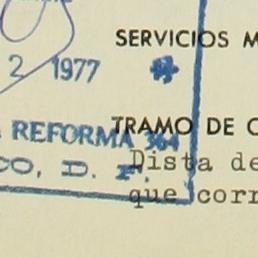 SERVICIOS M
2 1977
REFORMA 364
TRAMO DE C
CO, D. F.
Dista de
que corr